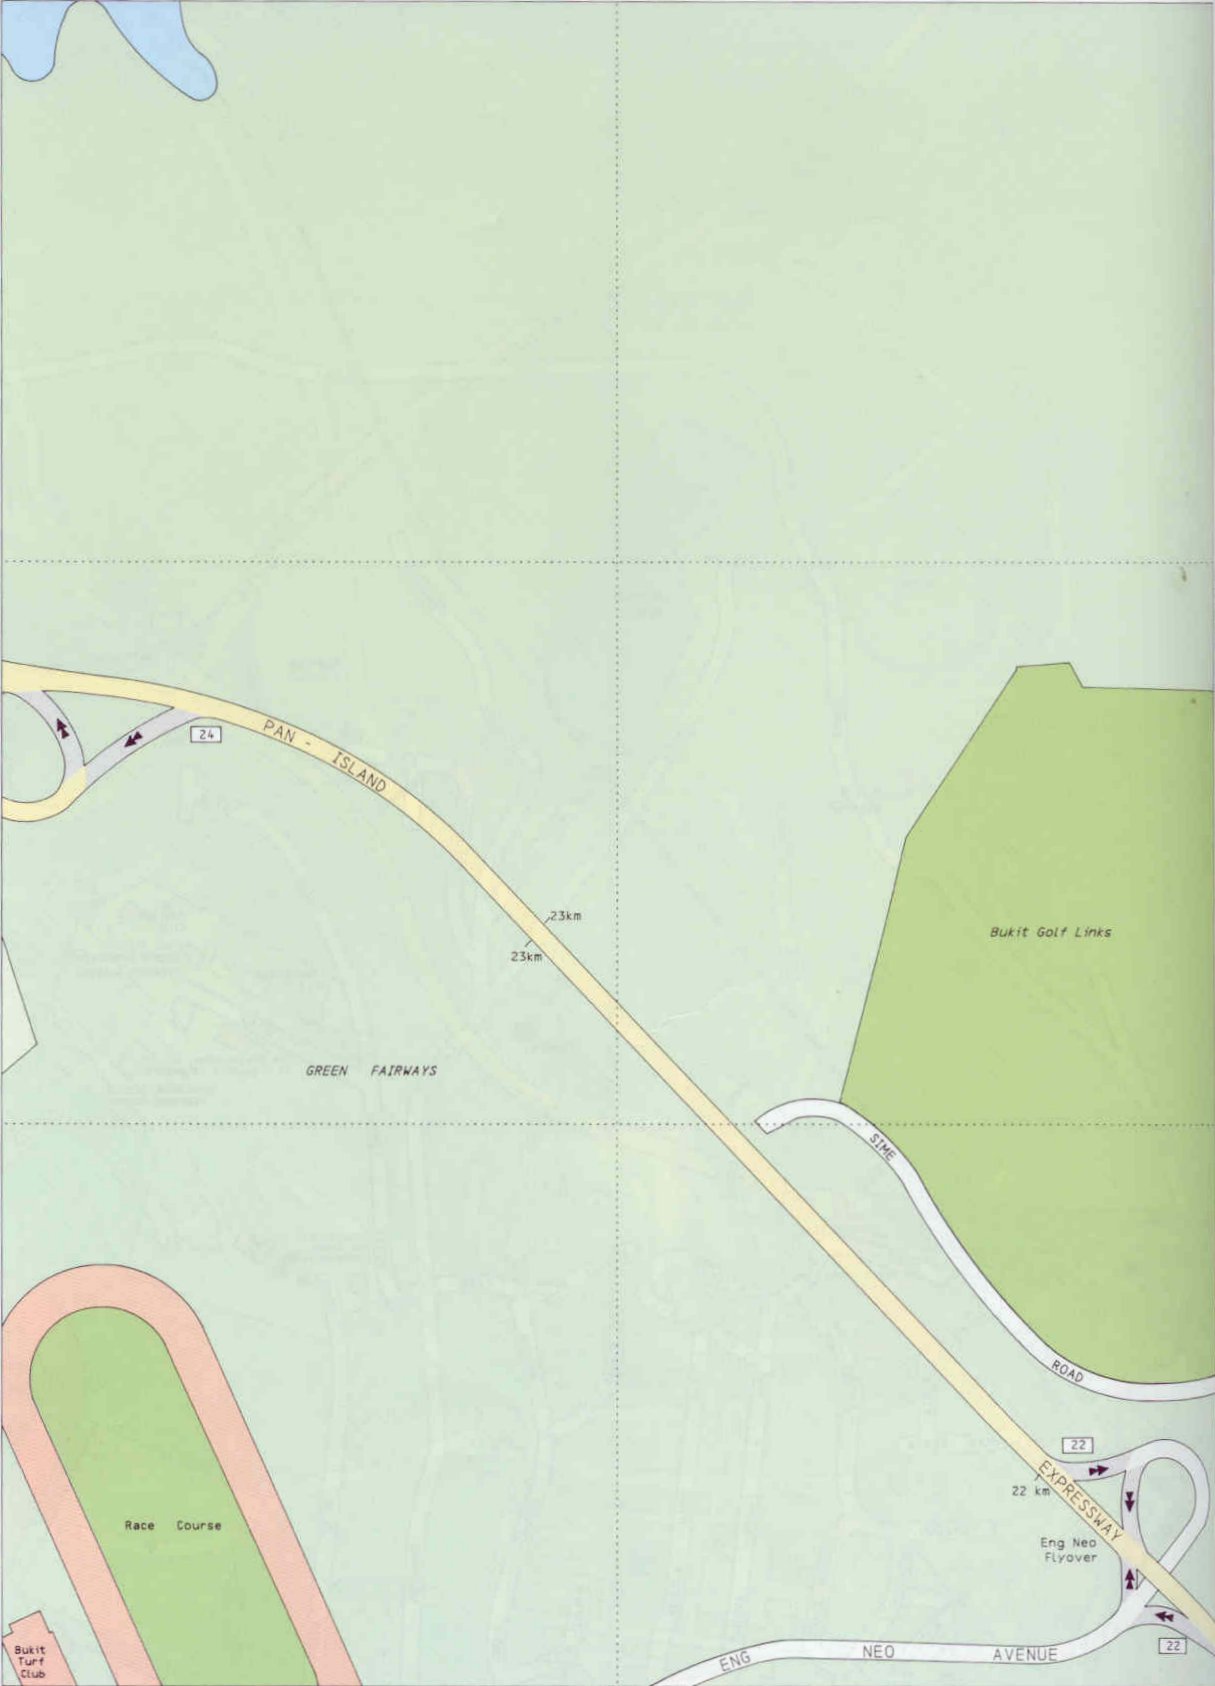 24
PAN - ISLAND
23km
23km
Bukit Golf Links
GREEN FAIRWAYS
SIME
ROAD
22
EXPRESSWAY
22 km
Race Course
Eng Neo
Flyover
Bukit
Turf
Club
ENG NEO AVENUE
22